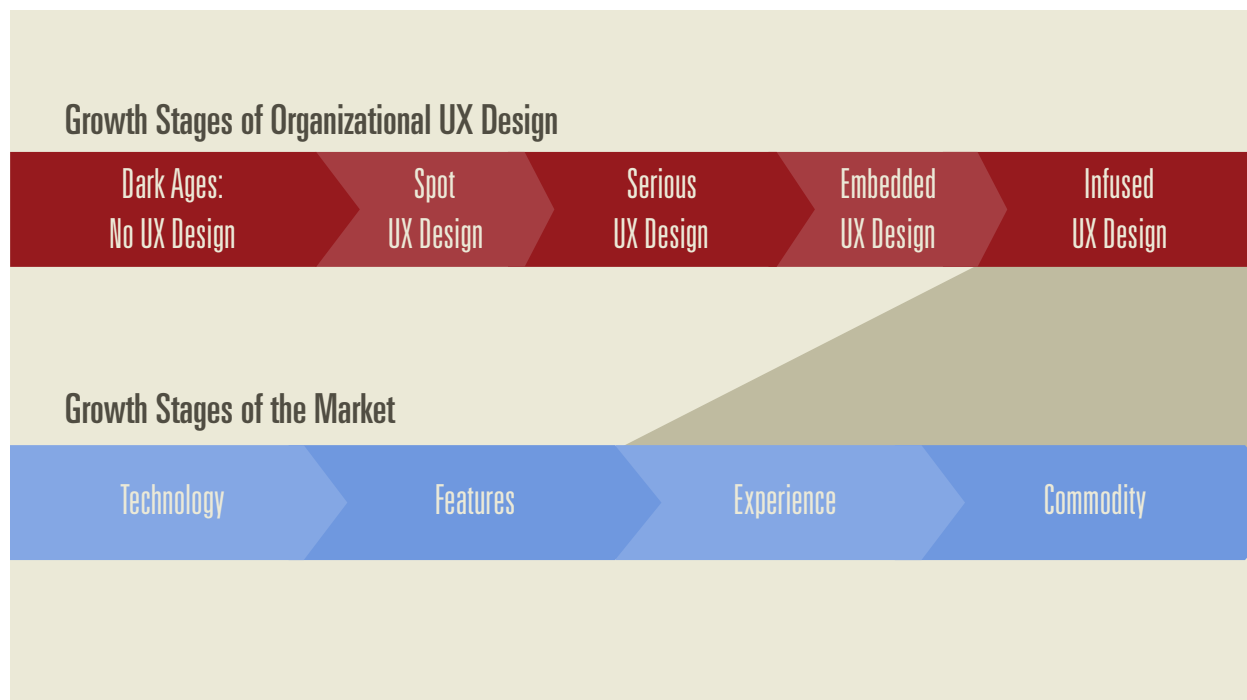 Growth Stages of Organizational UX Design
Dark Ages:
No UX Design
Spot
UX Design
Serious
UX Design
Embedded
UX Design
Infused
UX Design
Growth Stages of the Market
Technology
Features
Experience
Commodity